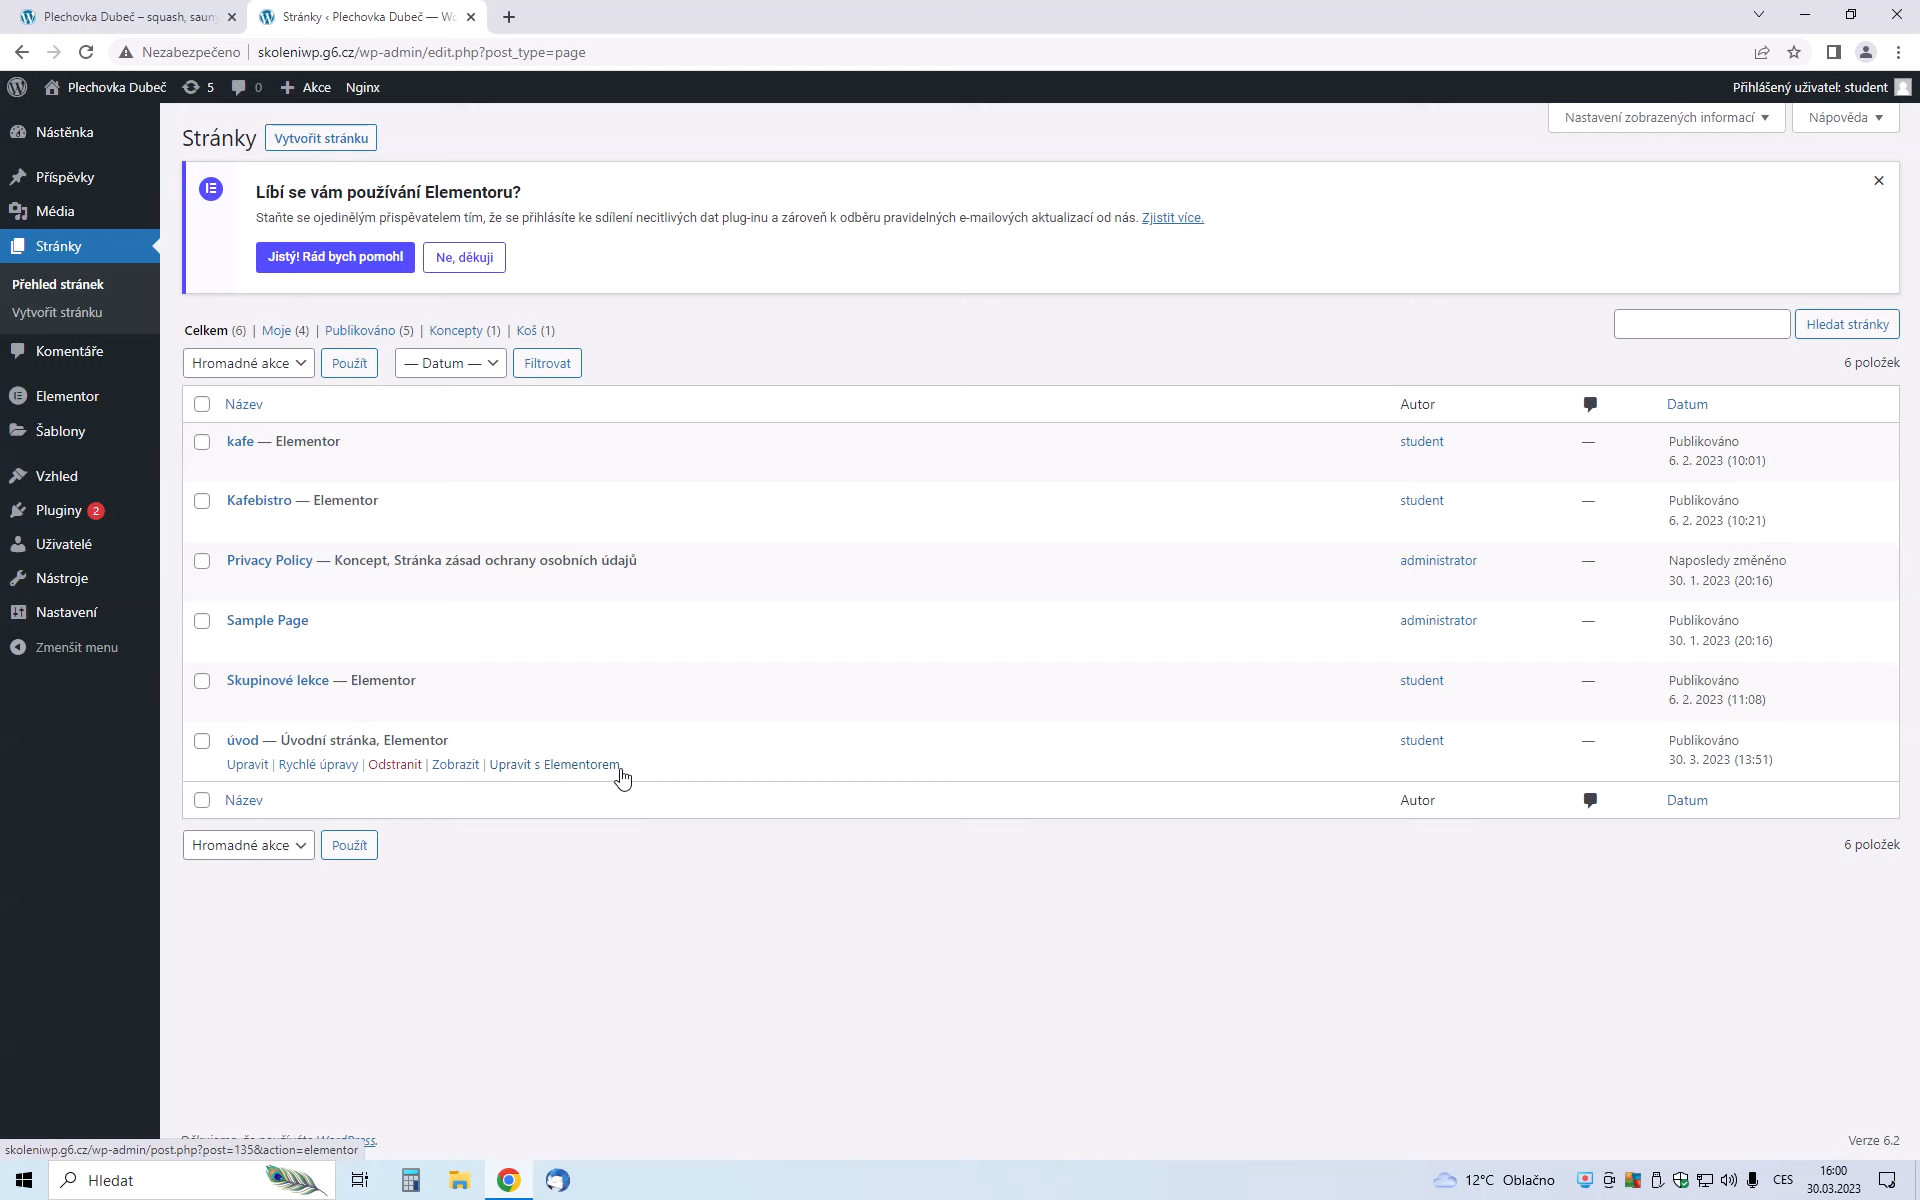 Plechovka Dubeč – squash, sauny
Stránky ‹ Plechovka Dubeč — Wo
Nezabezpečeno
skoleniwp.g6.cz/wp-admin/edit.php?post_type=page
Plechovka Dubeč
5
0
Akce
Nginx
Přihlášený uživatel: student
Nástěnka
Příspěvky
Média
Stránky
Přehled stránek
Vytvořit stránku
Komentáře
Elementor
Šablony
Vzhled
Pluginy 2
Uživatelé
Nástroje
Nastavení
Zmenšit menu
Nastavení zobrazených informací
Nápověda
Stránky
Vytvořit stránku
Líbí se vám používání Elementoru?
Staňte se ojedinělým přispěvatelem tím, že se přihlásíte ke sdílení necitlivých dat plug-inu a zároveň k odběru pravidelných e-mailových aktualizací od nás. Zjistit více.
Jistý! Rád bych pomohl
Ne, děkuji
Celkem (6) | Moje (4) | Publikováno (5) | Koncepty (1) | Koš (1)
Hledat stránky
Hromadné akce
Použít
— Datum —
Filtrovat
6 položek
Název Autor Datum
kafe — Elementor student — Publikováno
6. 2. 2023 (10:01)
Kafebistro — Elementor student — Publikováno
6. 2. 2023 (10:21)
Privacy Policy — Koncept, Stránka zásad ochrany osobních údajů administrator — Naposledy změněno
30. 1. 2023 (20:16)
Sample Page administrator — Publikováno
30. 1. 2023 (20:16)
Skupinové lekce — Elementor student — Publikováno
6. 2. 2023 (11:08)
úvod — Úvodní stránka, Elementor student — Publikováno
30. 3. 2023 (13:51)
Upravit | Rychlé úpravy | Odstranit | Zobrazit | Upravit s Elementorem
Název Autor Datum
Hromadné akce
Použít
6 položek
Verze 6.2
skoleniwp.g6.cz/wp-admin/post.php?post=135&action=elementor
Hledat
12°C Oblačno
CES
16:00
30.03.2023